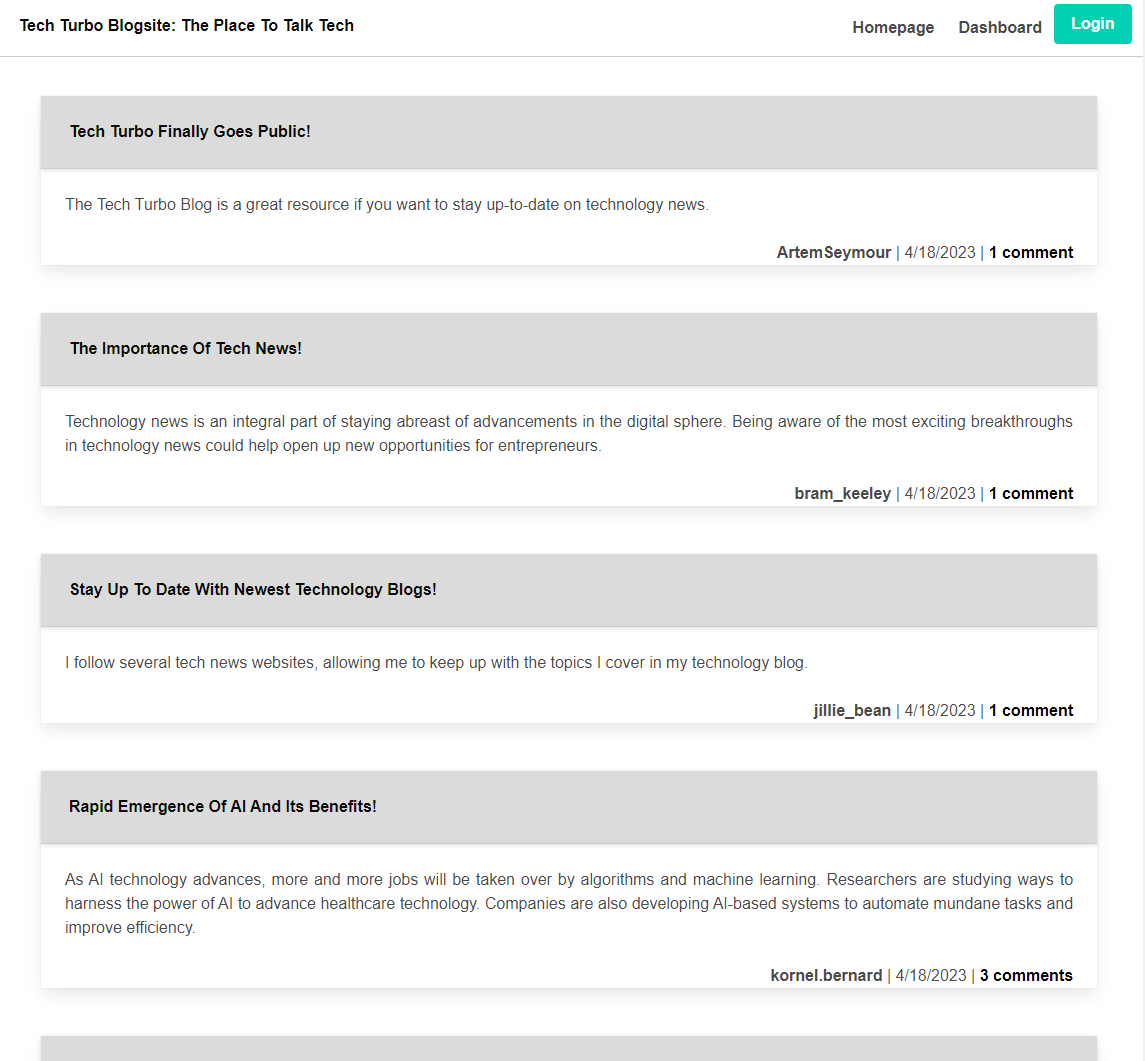 Tech Turbo Blogsite: The Place To Talk Tech
Homepage
Dashboard
Login
Tech Turbo Finally Goes Public!
The Tech Turbo Blog is a great resource if you want to stay up-to-date on technology news.
ArtemSeymour | 4/18/2023 | 1 comment
The Importance Of Tech News!
Technology news is an integral part of staying abreast of advancements in the digital sphere. Being aware of the most exciting breakthroughs
in technology news could help open up new opportunities for entrepreneurs.
bram_keeley | 4/18/2023 | 1 comment
Stay Up To Date With Newest Technology Blogs!
I follow several tech news websites, allowing me to keep up with the topics I cover in my technology blog.
jillie_bean | 4/18/2023 | 1 comment
Rapid Emergence Of AI And Its Benefits!
As AI technology advances, more and more jobs will be taken over by algorithms and machine learning. Researchers are studying ways to
harness the power of AI to advance healthcare technology. Companies are also developing AI-based systems to automate mundane tasks and
improve efficiency.
kornel.bernard | 4/18/2023 | 3 comments